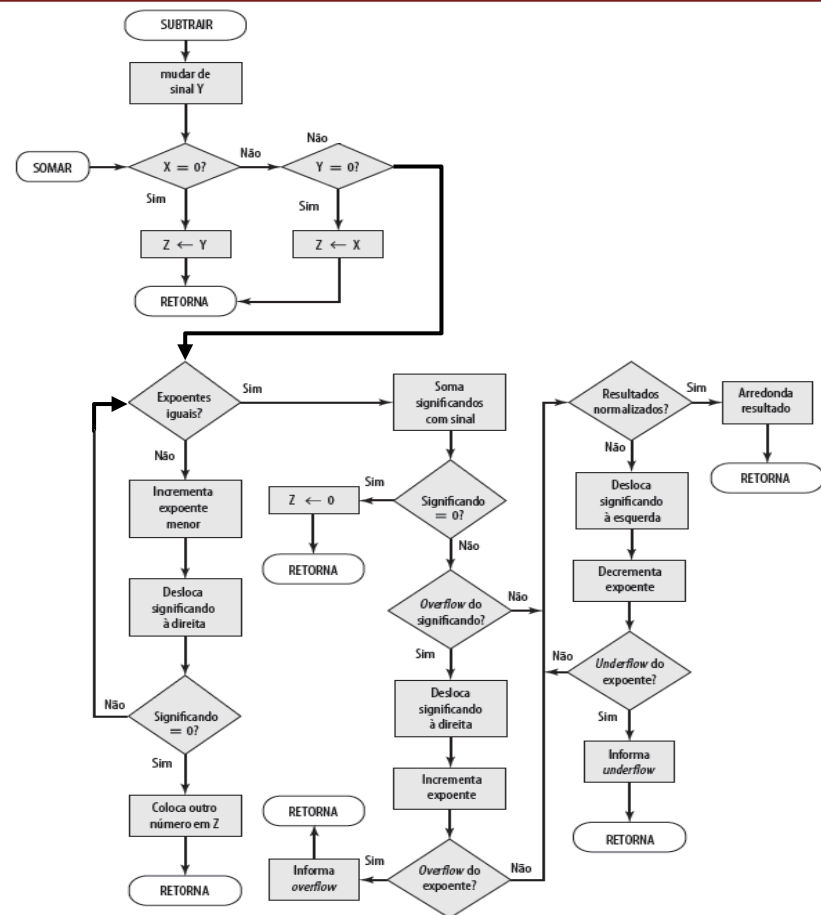 SUBTRAIR
mudar de
sinal Y
SOMAR
X = 0?
Não
Não
Y = 0?
Sim
Sim
Z ← Y
Z ← X
RETORNA
Expoentes
iguais?
Sim
Não
Incrementa
expoente
menor
Desloca
significando
à direita
Não
Significando
= 0?
Sim
Coloca outro
número em Z
RETORNA
Soma
significandos
com sinal
Sim
Significando
= 0?
Z ← 0
RETORNA
Não
Overflow do
significando?
Não
Sim
Desloca
significando
à direita
Incrementa
expoente
Overflow do
expoente?
Sim
Não
Informa
overflow
RETORNA
Resultados
normalizados?
Sim
Arredonda
resultado
RETORNA
Não
Desloca
significando
à esquerda
Decrementa
expoente
Não
Underflow do
expoente?
Sim
Informa
underflow
RETORNA